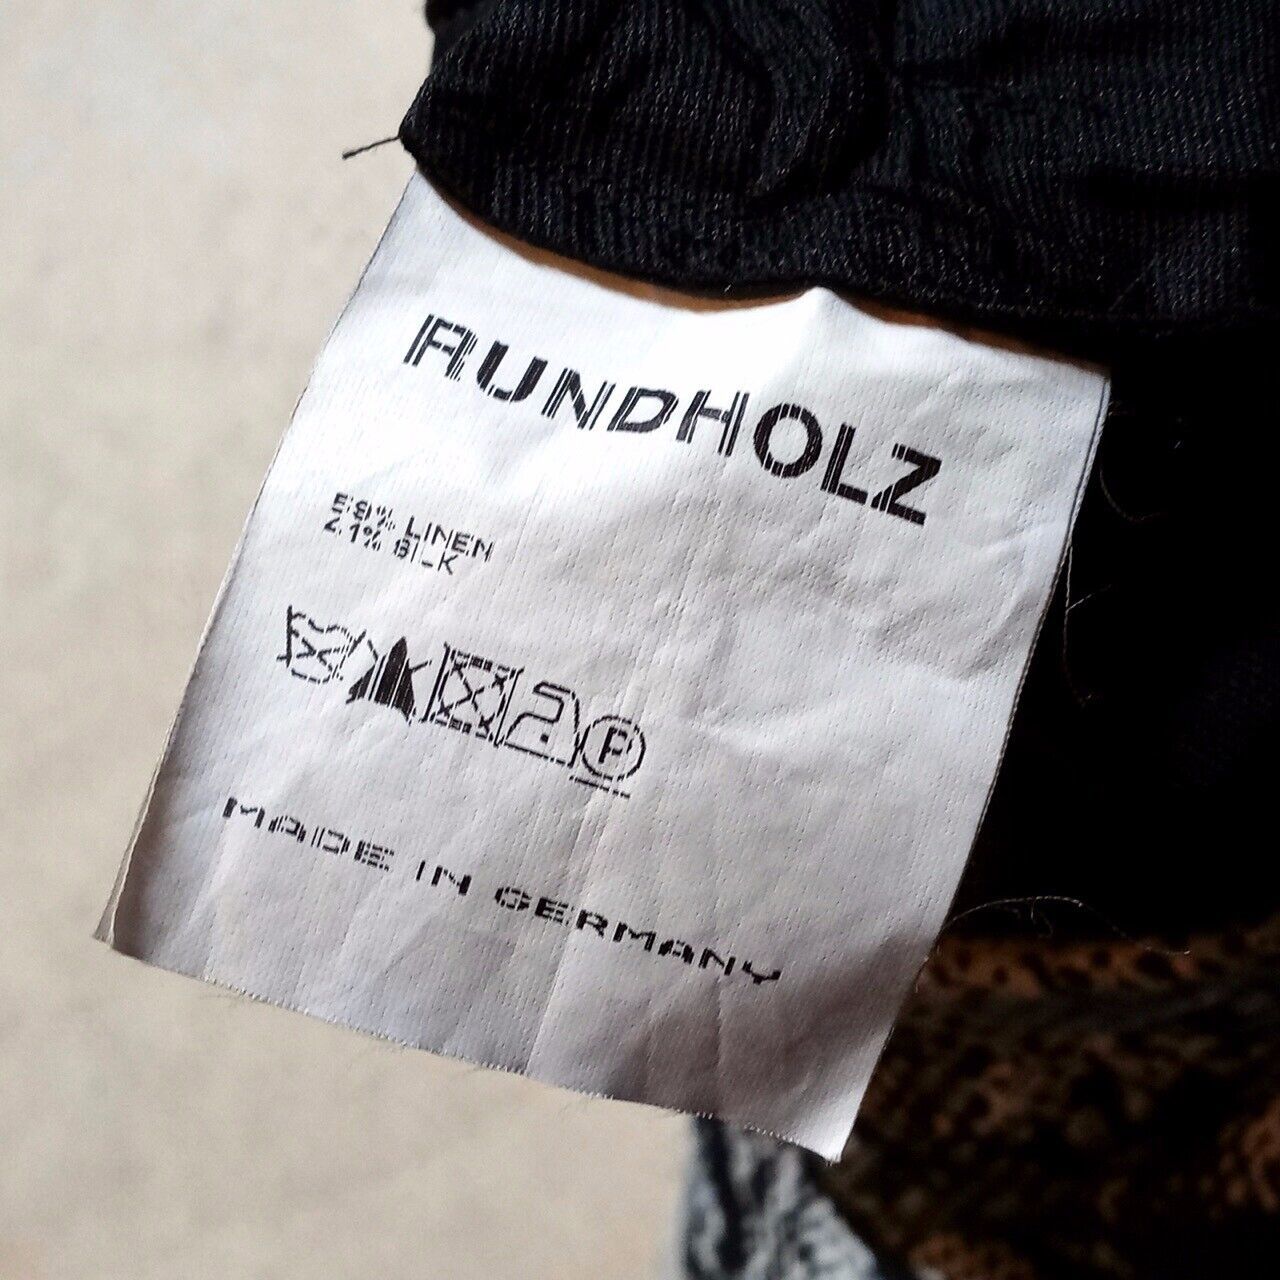 RUNDHOLZ
59% LINEN
41% SILK
P
MADE IN GERMANY